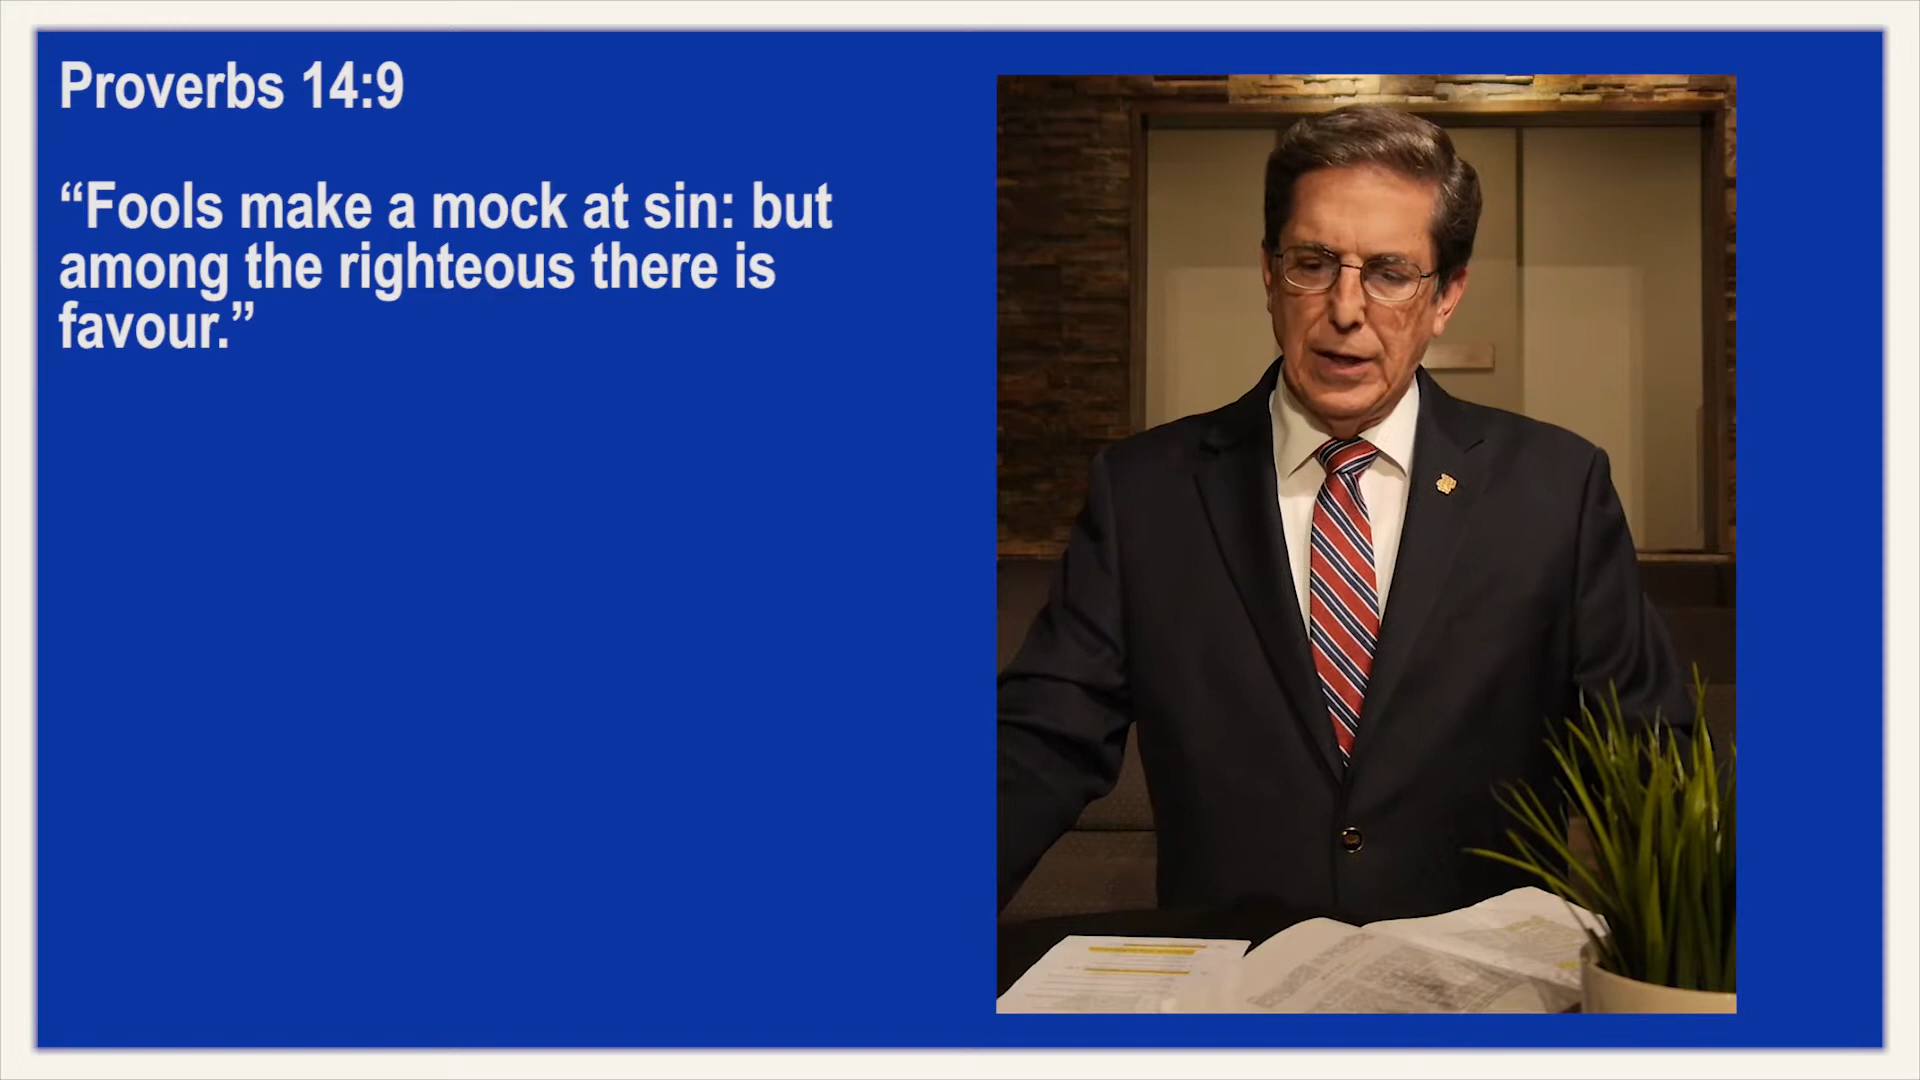 Proverbs 14:9
“Fools make a mock at sin: but
among the righteous there is
favour.”